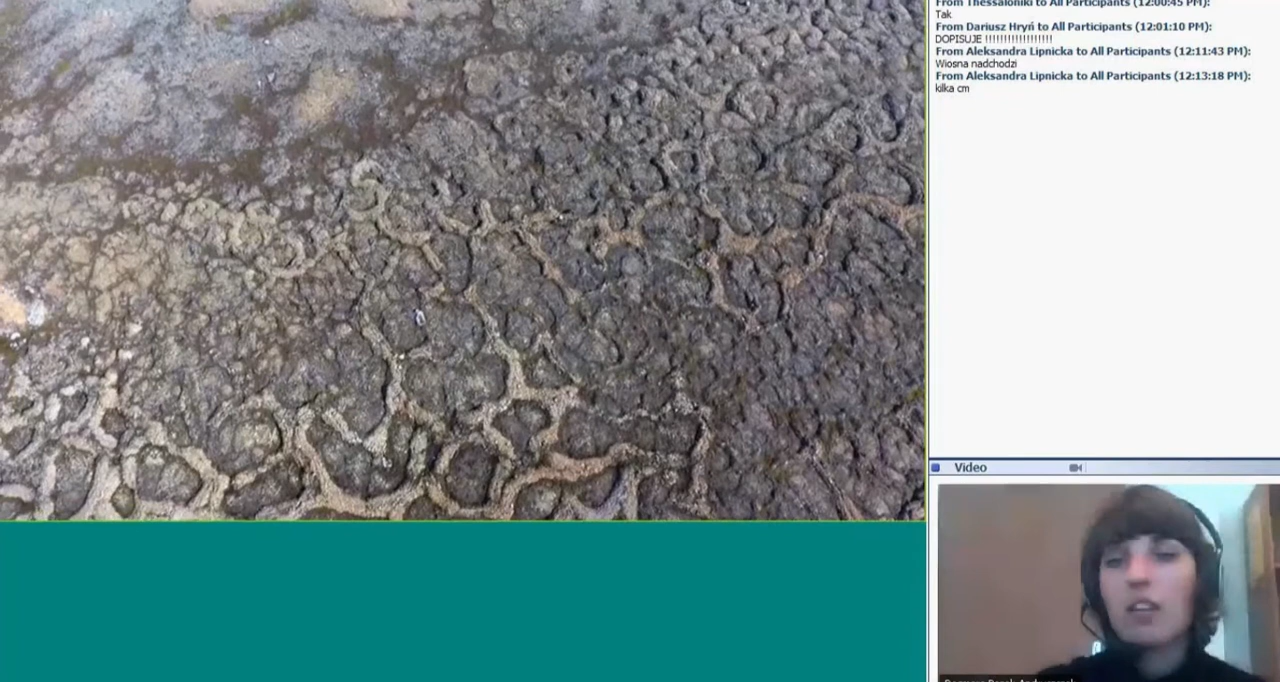 From Thessaloniki to All Participants (12:00:45 PM):
Tak
From Dariusz Hryń to All Participants (12:01:10 PM):
DOPISUJE !!!!!!!!!!!!!!!!!!
From Aleksandra Lipnicka to All Participants (12:11:43 PM):
Wiosna nadchodzi
From Aleksandra Lipnicka to All Participants (12:13:18 PM):
kilka cm
Video